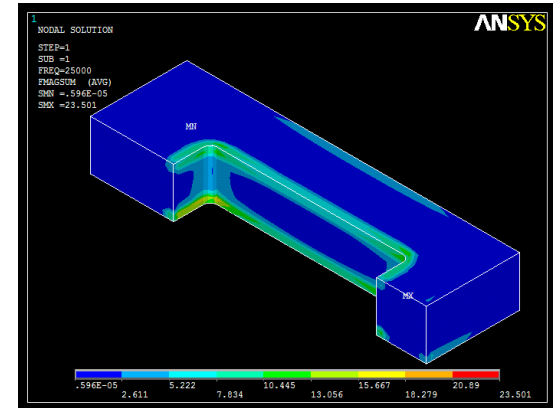 1
ANSYS
NODAL SOLUTION
STEP=1
SUB =1
FREQ=25000
FMAGSUM (AVG)
SMN =.596E-05
SMX =23.501
MN
MX
.596E-05 5.222 10.445 15.667 20.89
2.611 7.834 13.056 18.279 23.501